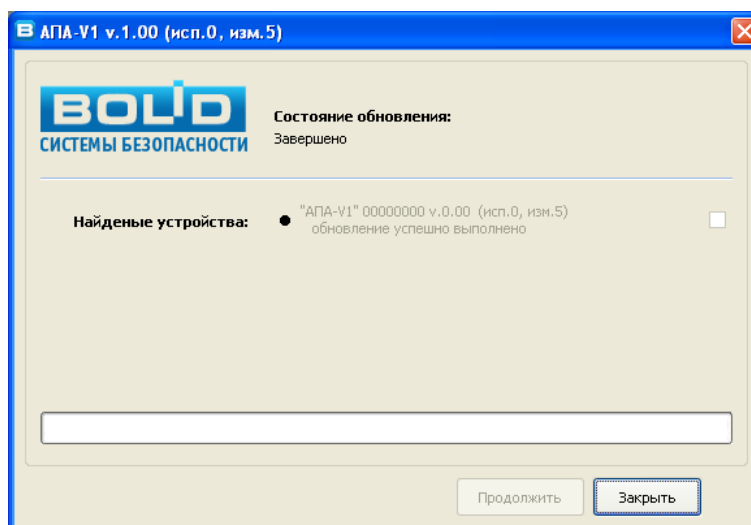 B АПА-V1 v.1.00 (исп.0, изм.5)
BOLID
СИСТЕМЫ БЕЗОПАСНОСТИ
Состояние обновления:
Завершено
Найденые устройства:
"АПА-V1" 00000000 v.0.00 (исп.0, изм.5)
обновление успешно выполнено
Продолжить
Закрыть